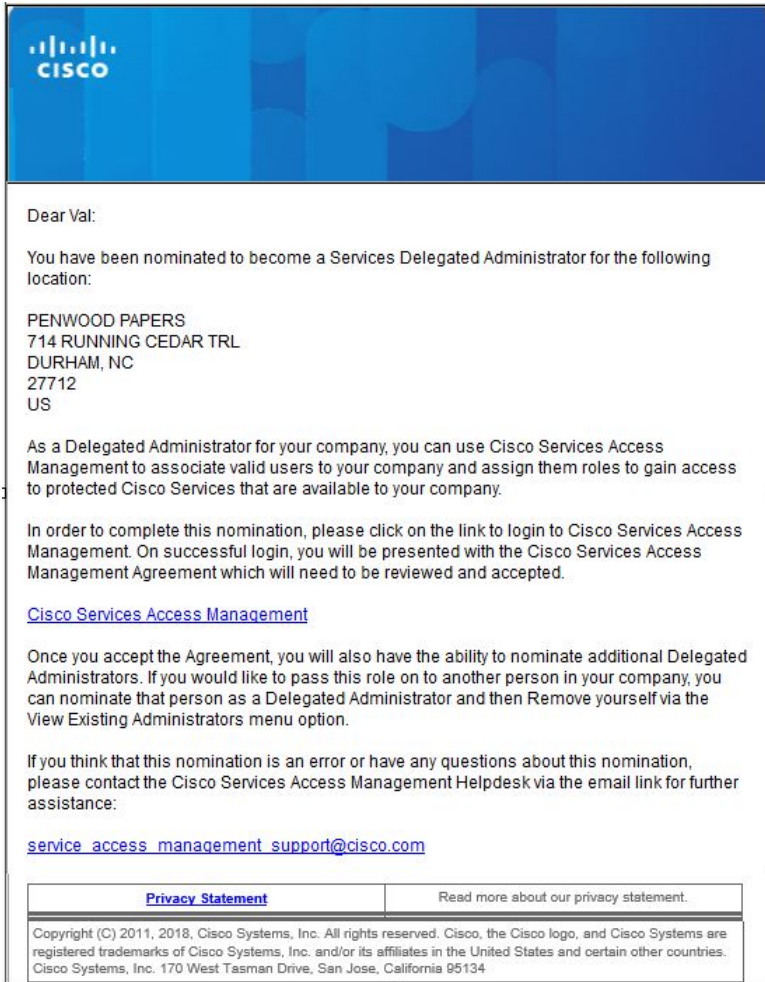 CISCO
Dear Val:
You have been nominated to become a Services Delegated Administrator for the following
location:
PENWOOD PAPERS
714 RUNNING CEDAR TRL
DURHAM, NC
27712
US
As a Delegated Administrator for your company, you can use Cisco Services Access
Management to associate valid users to your company and assign them roles to gain access
to protected Cisco Services that are available to your company.
In order to complete this nomination, please click on the link to login to Cisco Services Access
Management. On successful login, you will be presented with the Cisco Services Access
Management Agreement which will need to be reviewed and accepted.
Cisco Services Access Management
Once you accept the Agreement, you will also have the ability to nominate additional Delegated
Administrators. If you would like to pass this role on to another person in your company, you
can nominate that person as a Delegated Administrator and then Remove yourself via the
View Existing Administrators menu option.
If you think that this nomination is an error or have any questions about this nomination,
please contact the Cisco Services Access Management Helpdesk via the email link for further
assistance:
service_access_management_support@cisco.com
Privacy Statement Read more about our privacy statement.
Copyright (C) 2011, 2018, Cisco Systems, Inc. All rights reserved. Cisco, the Cisco logo, and Cisco Systems are
registered trademarks of Cisco Systems, Inc. and/or its affiliates in the United States and certain other countries.
Cisco Systems, Inc. 170 West Tasman Drive, San Jose, California 95134